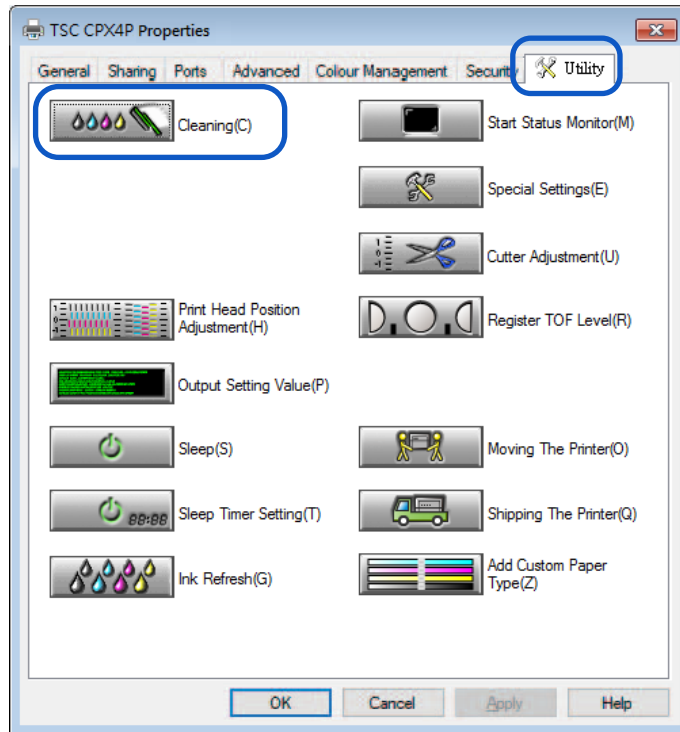 TSC CPX4P Properties
General Sharing Ports Advanced Colour Management Security Utility
Cleaning(C)
Start Status Monitor(M)
Special Settings(E)
Cutter Adjustment(U)
Print Head Position
Adjustment(H)
Register TOF Level(R)
Output Setting Value(P)
Sleep(S)
Moving The Printer(O)
88:88
Sleep Timer Setting(T)
Shipping The Printer(Q)
Ink Refresh(G)
Add Custom Paper
Type(Z)
OK Cancel Apply Help